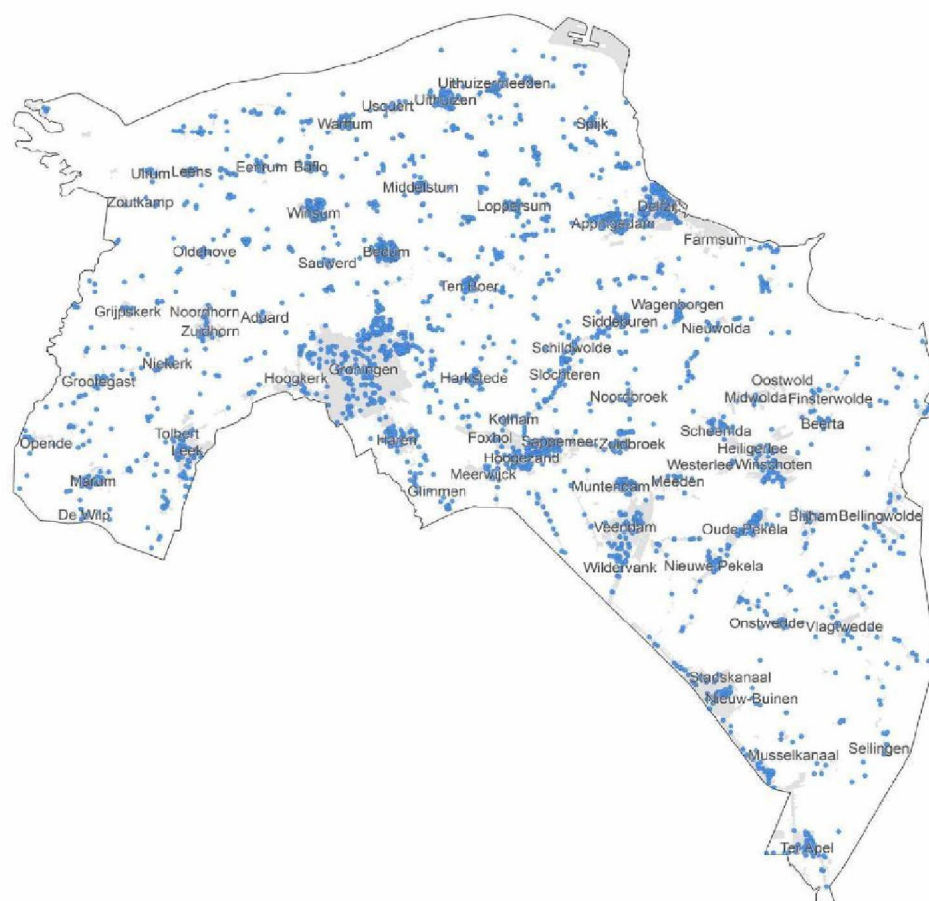 Uithuizermeeden
Uithuizen
Usquert
Warffum
Spijk
Eenrum
Baflo
Ulrum
Leens
Middelstum
Zoutkamp
Winsum
Loppersum
Delfzijl
Appingedam
Farmsum
Oldehove
Bedum
Sauwerd
Ten Boer
Wagenborgen
Grijpskerk
Noordhorn
Aduard
Siddeburen
Nieuwolda
Zuidhorn
Schildwolde
Niekerk
Groningen
Grootegast
Hoogkerk
Harkstede
Slochteren
Oostwold
Noordbroek
Midwolda
Finsterwolde
Kolham
Beerta
Scheemda
Tolbert
Haren
Foxhol
Sappemeer
Zuidbroek
Opende
Leek
Heiligerlee
Hoogezand
Westerlee
Winschoten
Meerwijck
Marum
Glimmen
Muntendam
Meeden
De Wilp
Blijham
Bellingwolde
Veendam
Oude Pekela
Wildervank
Nieuwe Pekela
Onstwedde
Vlagtwedde
Stadskanaal
Nieuw-Buinen
Musselkanaal
Sellingen
Ter Apel